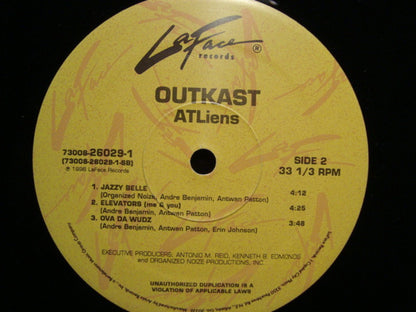 LaFace ®
records
OUTKAST
ATLiens
73008-26029-1
(73008-26029-1-SB)
℗ 1996 LaFace Records
SIDE 2
33 1/3 RPM
1. JAZZY BELLE
(Organized Noize, Andre Benjamin, Antwan Patton) 4:12
2. ELEVATORS (me & you)
(Andre Benjamin, Antwan Patton) 4:25
3. OVA DA WUDZ
(Andre Benjamin, Antwan Patton, Erin Johnson) 3:48
EXECUTIVE PRODUCERS: ANTONIO M. REID, KENNETH B. EDMONDS
and ORGANIZED NOIZE PRODUCTIONS, INC.
UNAUTHORIZED DUPLICATION IS A
VIOLATION OF APPLICABLE LAWS